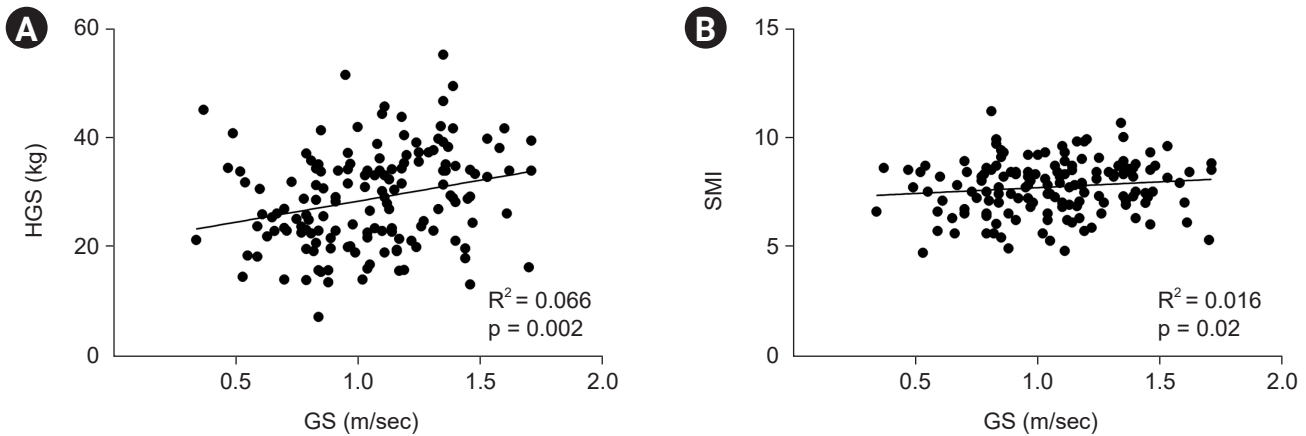 A
60
40
20
0
HGS (kg)
0.5 1.0 1.5 2.0
GS (m/sec)
R² = 0.066
p = 0.002
B
15
10
5
0
SMI
0.5 1.0 1.5 2.0
GS (m/sec)
R² = 0.016
p = 0.02